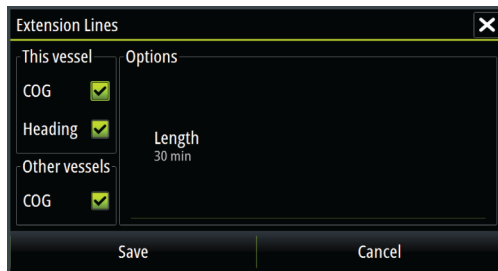 Extension Lines
This vessel
Options
COG
Heading
Length
30 min
Other vessels
COG
Save Cancel